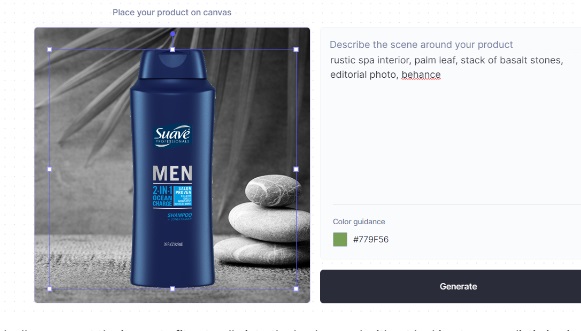 Place your product on canvas
Describe the scene around your product
rustic spa interior, palm leaf, stack of basalt stones,
editorial photo, behance
Suave
PROFESSIONALS
MEN
2-IN-1
OCEAN
CHARGE
SHAMPOO
Color guidance
#779F56
Generate